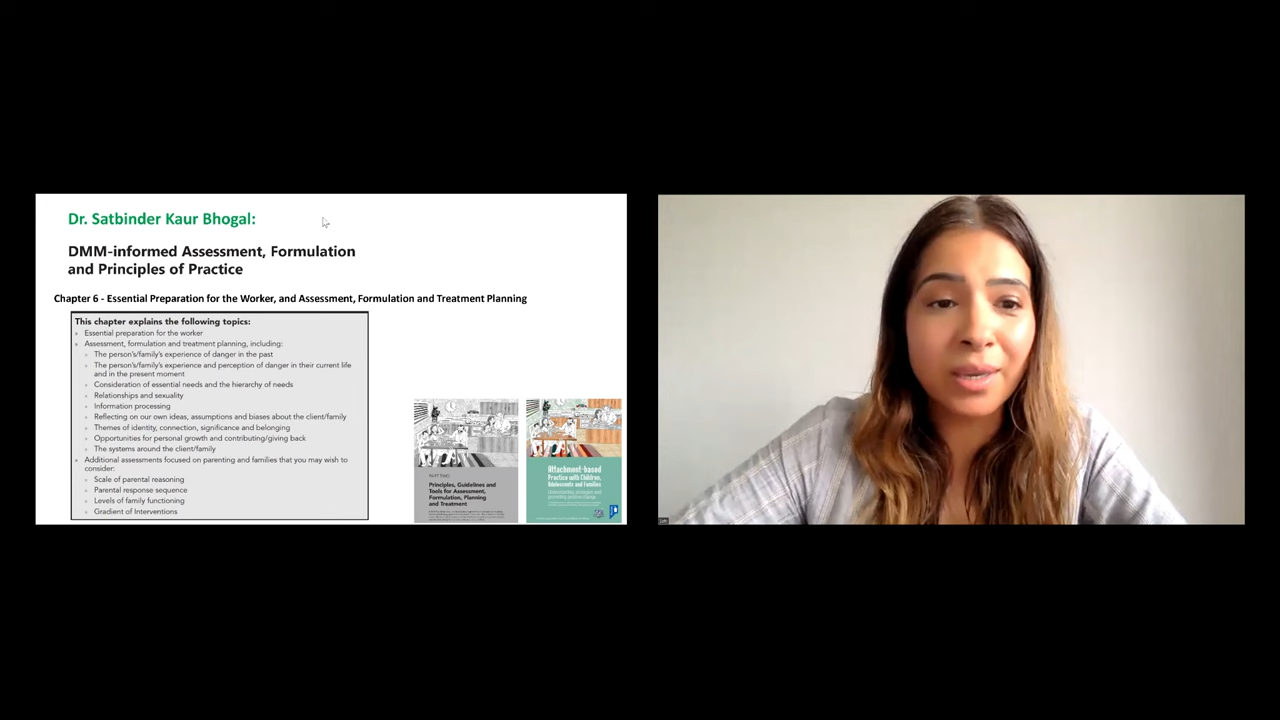 Dr. Satbinder Kaur Bhogal:
DMM-informed Assessment, Formulation
and Principles of Practice
Chapter 6 - Essential Preparation for the Worker, and Assessment, Formulation and Treatment Planning
This chapter explains the following topics:
Essential preparation for the worker
Assessment, formulation and treatment planning, including:
The person's/family's experience of danger in the past
The person's/family's experience and perception of danger in their current life
and in the present moment
Consideration of essential needs and the hierarchy of needs
Relationships and sexuality
Information processing
Reflecting on our own ideas, assumptions and biases about the client/family
Themes of identity, connection, significance and belonging
Opportunities for personal growth and contributing/giving back
The systems around the client/family
Additional assessments focused on parenting and families that you may wish to
consider:
Scale of parental reasoning
Parental response sequence
Levels of family functioning
Gradient of Interventions
Principles, Guidelines and
Tools for Assessment,
Formulation, Planning
and Treatment
Attachment-based
Practice with Children,
Adolescents and Families